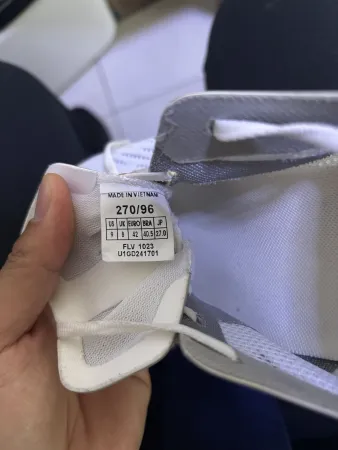 MADE IN VIETNAM
270/96
US UK EURO BRA JP
9 8 42 40.5 27.0
FLV 1023
U1GD241701